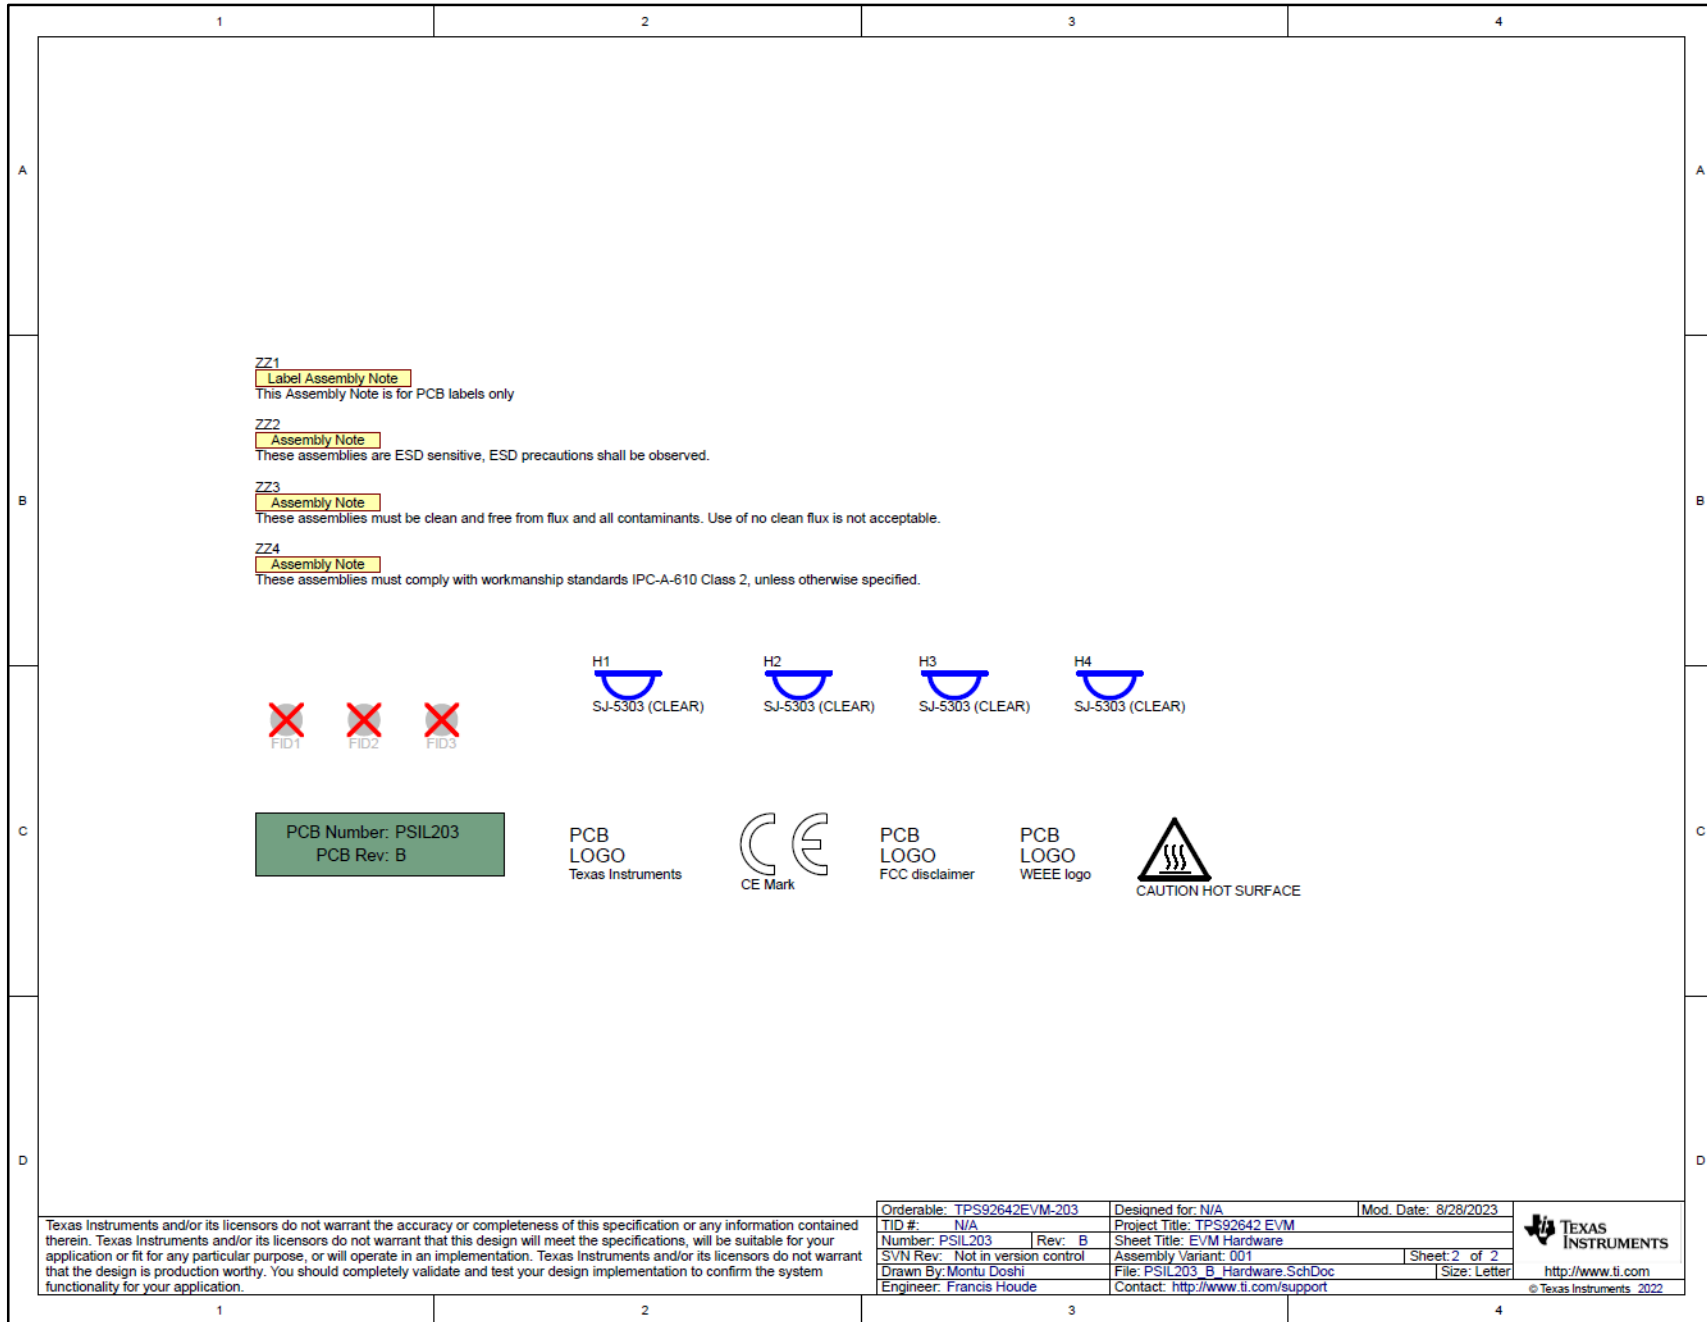 1 2 3 4
A A
ZZ1
Label Assembly Note
This Assembly Note is for PCB labels only
ZZ2
Assembly Note
These assemblies are ESD sensitive, ESD precautions shall be observed.
B B
ZZ3
Assembly Note
These assemblies must be clean and free from flux and all contaminants. Use of no clean flux is not acceptable.
ZZ4
Assembly Note
These assemblies must comply with workmanship standards IPC-A-610 Class 2, unless otherwise specified.
H1 H2 H3 H4
SJ-5303 (CLEAR) SJ-5303 (CLEAR) SJ-5303 (CLEAR) SJ-5303 (CLEAR)
FID1 FID2 FID3
C C
PCB Number: PSIL203
PCB Rev: B
PCB
LOGO
Texas Instruments
CE
CE Mark
PCB
LOGO
FCC disclaimer
PCB
LOGO
WEEE logo
CAUTION HOT SURFACE
D D
Texas Instruments and/or its licensors do not warrant the accuracy or completeness of this specification or any information contained
therein. Texas Instruments and/or its licensors do not warrant that this design will meet the specifications, will be suitable for your
application or fit for any particular purpose, or will operate in an implementation. Texas Instruments and/or its licensors do not warrant
that the design is production worthy. You should completely validate and test your design implementation to confirm the system
functionality for your application.
Orderable: TPS92642EVM-203 Designed for: N/A Mod. Date: 8/28/2023
TID #: N/A Project Title: TPS92642 EVM
Number: PSIL203 Rev: B Sheet Title: EVM Hardware
SVN Rev: Not in version control Assembly Variant: 001 Sheet: 2 of 2
Drawn By: Montu Doshi File: PSIL203_B_Hardware.SchDoc Size: Letter
Engineer: Francis Houde Contact: http://www.ti.com/support
TEXAS
INSTRUMENTS
http://www.ti.com
© Texas Instruments 2022
1 2 3 4